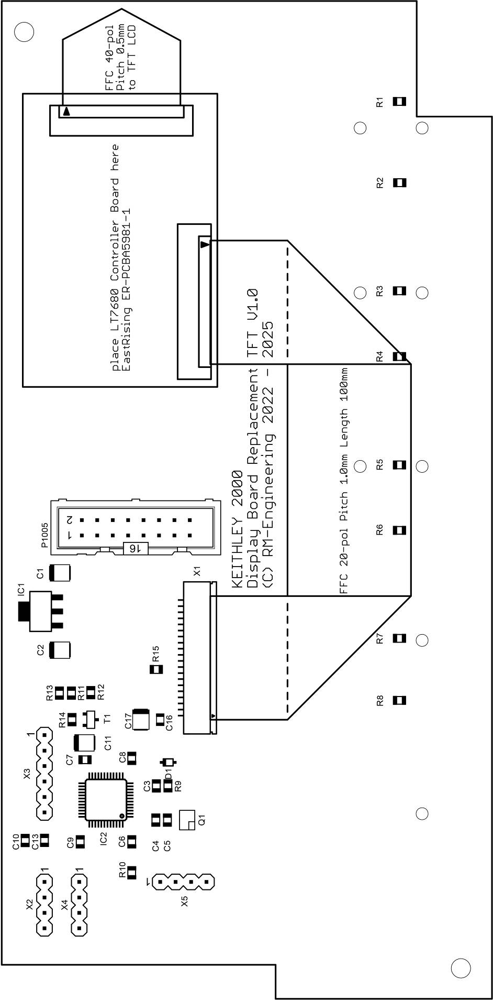 FFC 40-pol
Pitch 0.5mm
to TFT LCD
place LT7680 Controller Board here
EastRising ER-PCBA5981-1
KEITHLEY 2000
Display Board Replacement TFT V1.0
(C) RM-Engineering 2022 - 2025
FFC 20-pol Pitch 1.0mm Length 100mm
R1
R2
R3
R4
R5
R6
R7
R8
P1005
2
1
16
C1
IC1
X1
C2
R15
R13
R11
R12
R14
T1
C17
C16
1
X3
C11
C7
C8
D1
C3
R9
C10
C13
C9
IC2
C6
C4
C5
Q1
R10
X2
1
X4
1
1
X5